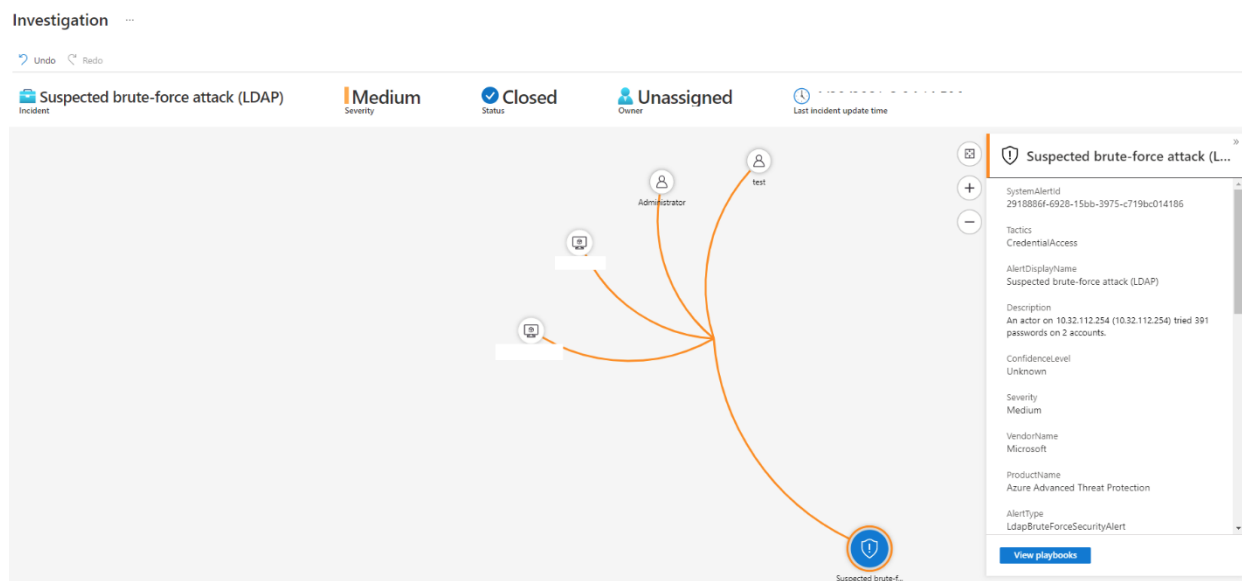 Investigation ...
Undo Redo
Suspected brute-force attack (LDAP)
Incident
Medium
Severity
Closed
Status
Unassigned
Owner
Last incident update time
test
Administrator
Suspected brute-f...
Suspected brute-force attack (L...
SystemAlertId
2918886f-6928-15bb-3975-c719bc014186
Tactics
CredentialAccess
AlertDisplayName
Suspected brute-force attack (LDAP)
Description
An actor on 10.32.112.254 (10.32.112.254) tried 391
passwords on 2 accounts.
ConfidenceLevel
Unknown
Severity
Medium
VendorName
Microsoft
ProductName
Azure Advanced Threat Protection
AlertType
LdapBruteForceSecurityAlert
View playbooks